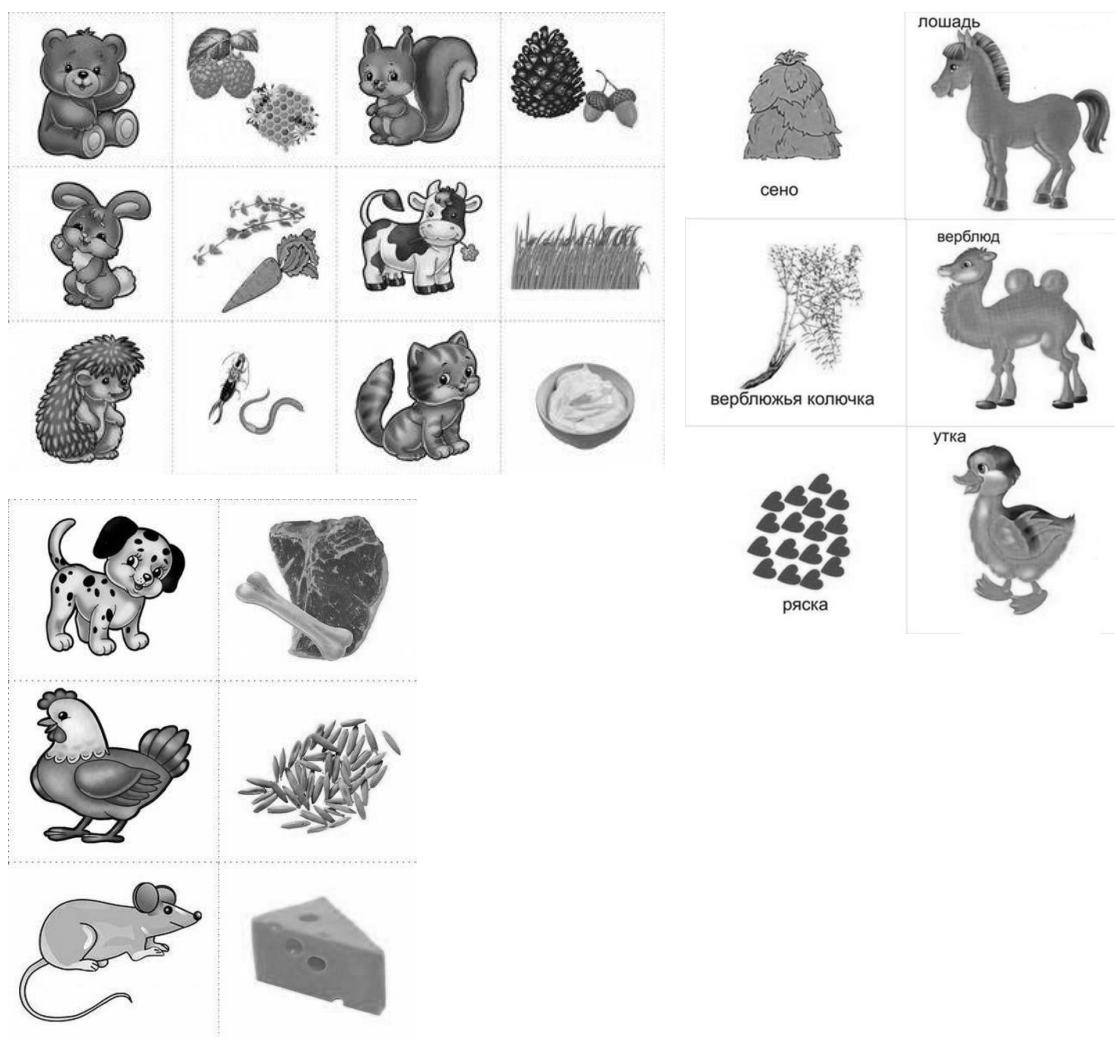 лошадь
сено
верблюд
верблюжья колючка
утка
ряска